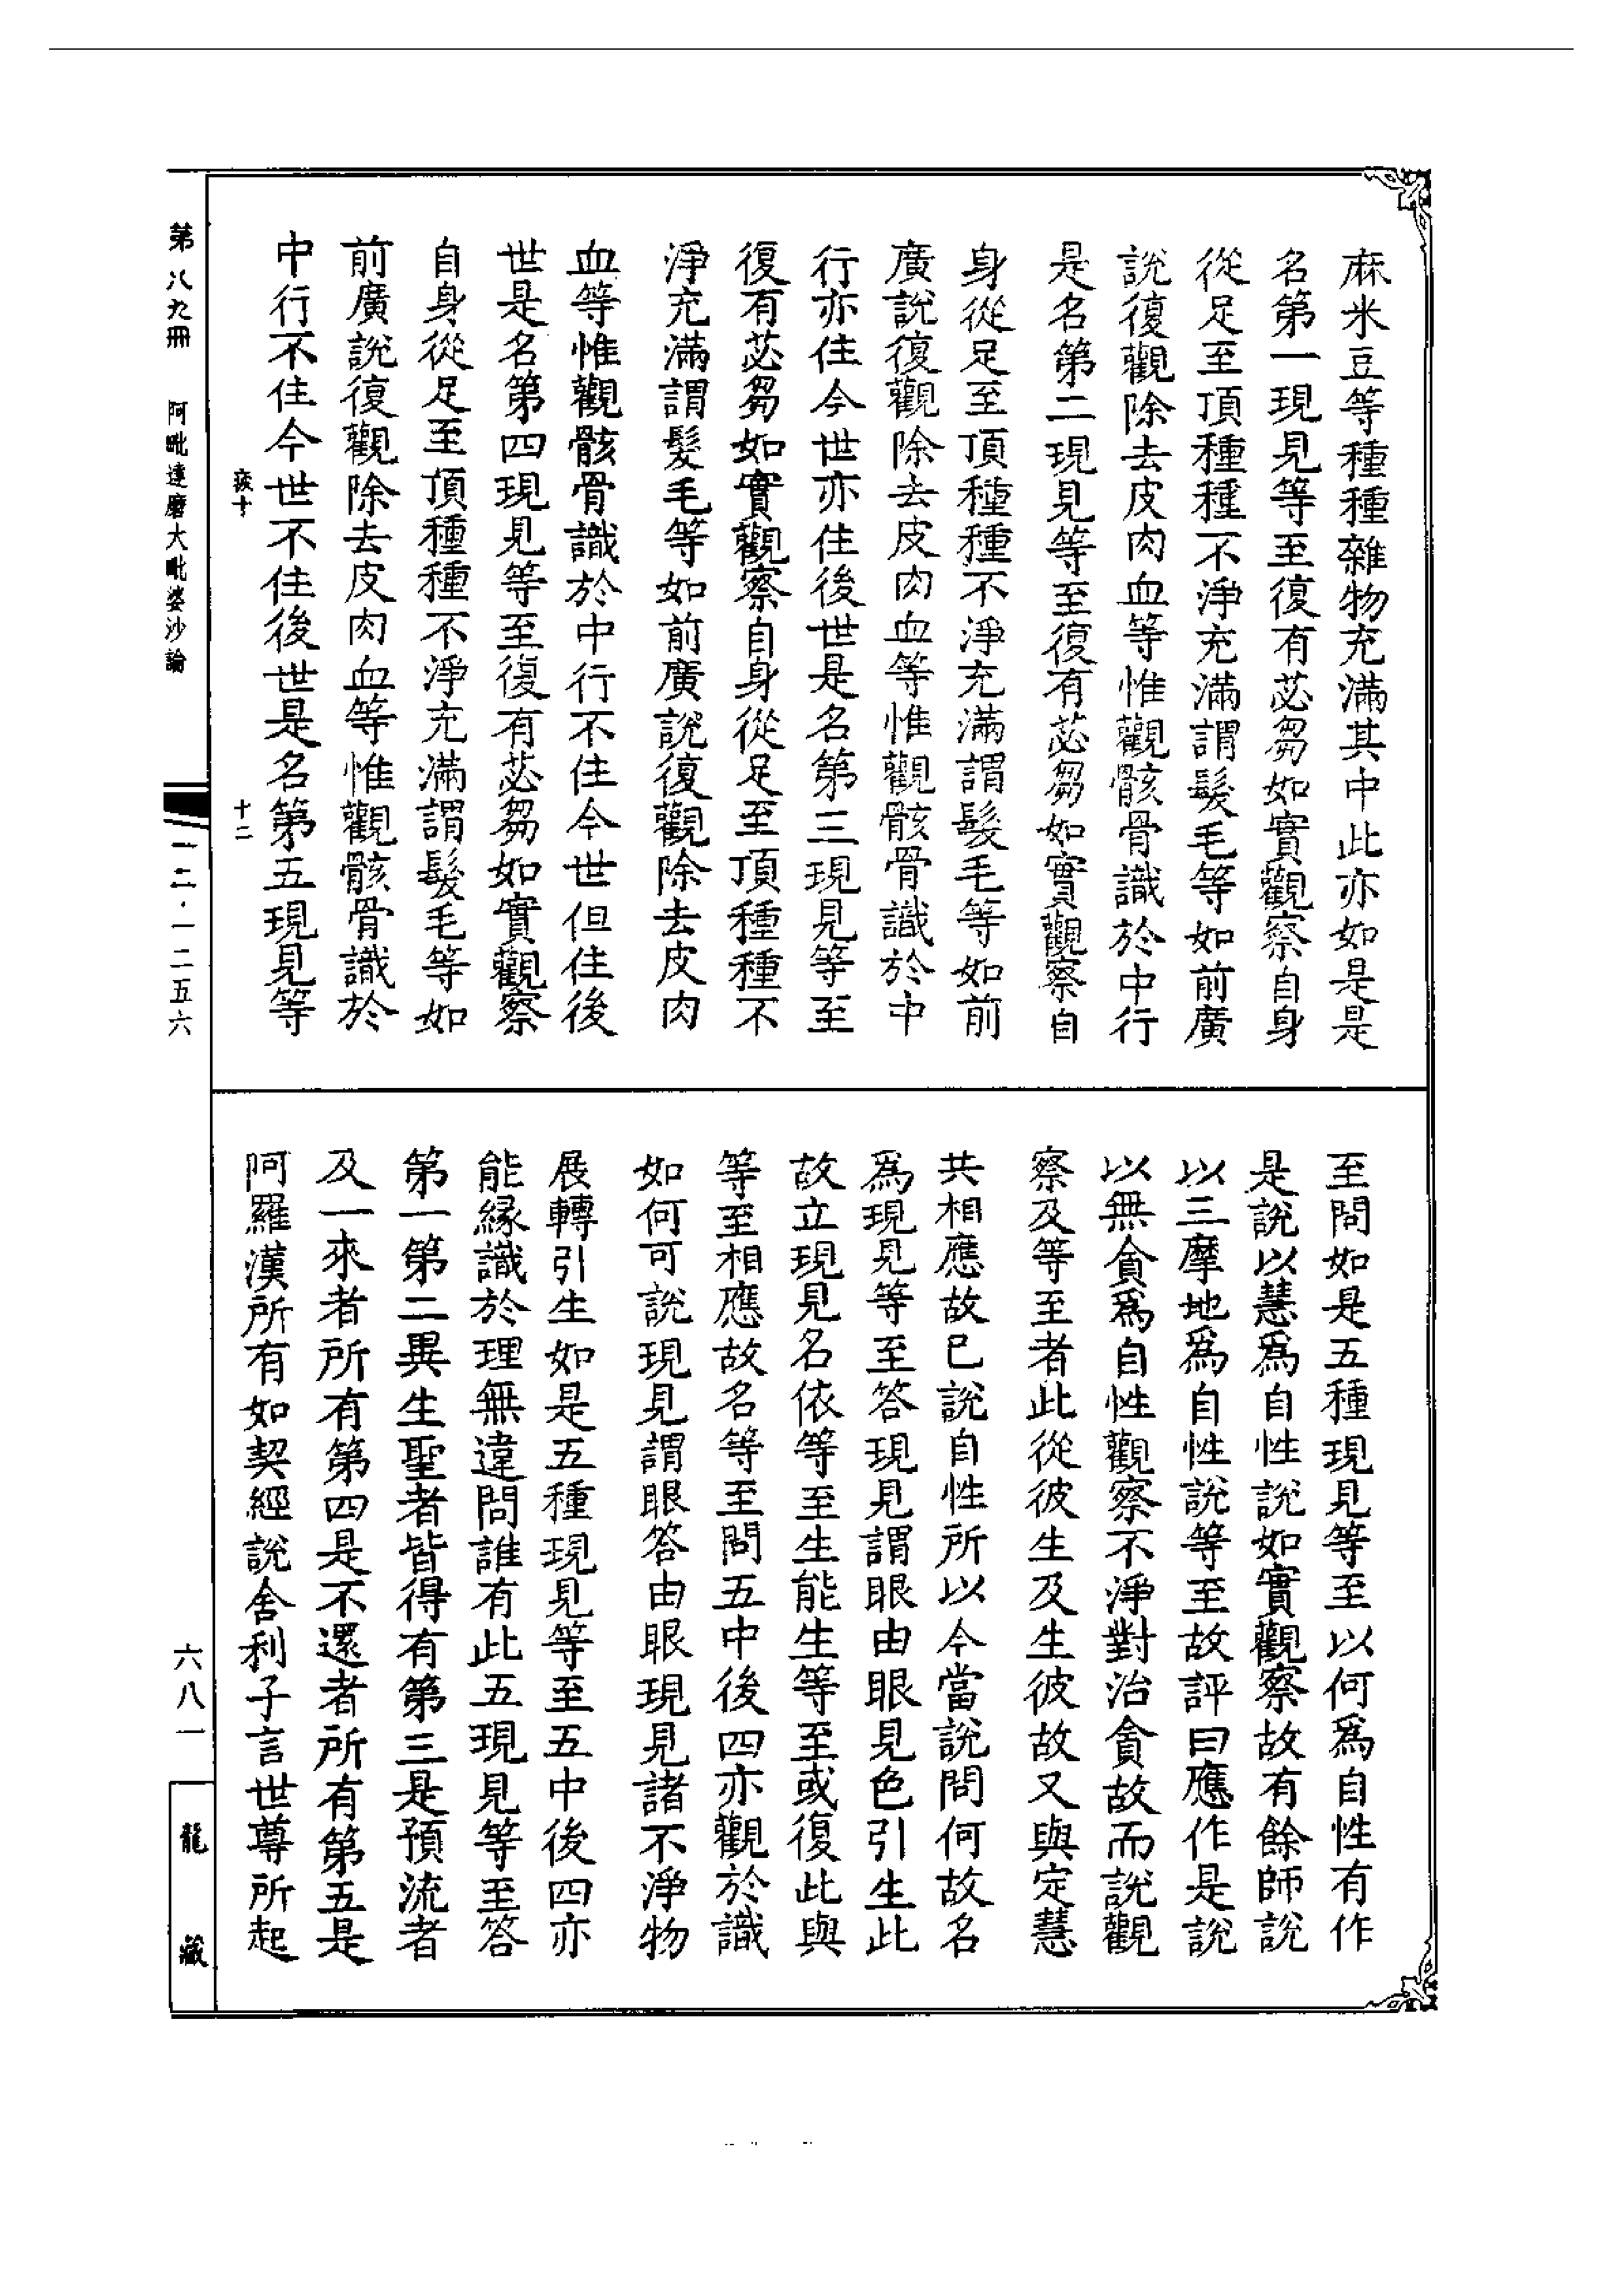 麻米豆等種種雜物充滿其中此亦如是是
名第一現見等至復有苾芻如實觀察自身
從足至頂種種不淨充滿謂髮毛等如前廣
說復觀除去皮肉血等惟觀骸骨識於中行
是名第二現見等至復有苾芻如實觀察自
身從足至頂種種不淨充滿謂髮毛等如前
廣說復觀除去皮肉血等惟觀骸骨識於中
行亦住今世亦住後世是名第三現見等至
復有苾芻如實觀察自身從足至頂種種不
淨充滿謂髮毛等如前廣說復觀除去皮肉
血等惟觀骸骨識於中行不住今世但住後
世是名第四現見等至復有苾芻如實觀察
自身從足至頂種種不淨充滿謂髮毛等如
前廣說復觀除去皮肉血等惟觀骸骨識於
中行不住今世不住後世是名第五現見等
十二
至問如是五種現見等至以何爲自性有作
是說以慧爲自性說如實觀察故有餘師說
以三摩地爲自性說等至故評曰應作是說
以無貪爲自性觀察不淨對治貪故而說觀
察及等至者此從彼生及生彼故又與定慧
共相應故已說自性所以今當說問何故名
爲現見等至答現見謂眼由眼見色引生此
故立現見名依等至生能生等至或復此與
等至相應故名等至問五中後四亦觀於識
如何可說現見謂眼答由眼現見諸不淨物
展轉引生如是五種現見等至五中後四亦
能緣識於理無違問誰有此五現見等至答
第一第二異生聖者皆得有第三是預流者
及一來者所有第四是不還者所有第五是
阿羅漢所有如契經說舍利子言世尊所起
第八九冊 阿毗達磨大毗婆沙論
一二·一二五六
六八一
龍藏